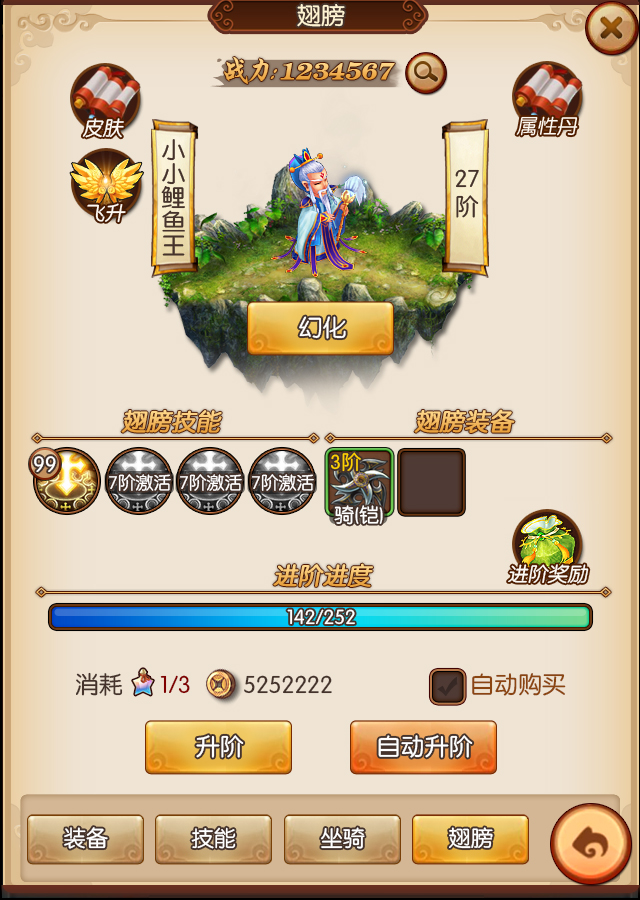 翅膀
战力:1234567
皮肤
属性丹
飞升
小小鲤鱼王
27阶
幻化
翅膀技能
翅膀装备
99
7阶激活
7阶激活
7阶激活
3阶
骑(铠)
进阶奖励
进阶进度
142/252
消耗 1/3 5252222
自动购买
升阶
自动升阶
装备
技能
坐骑
翅膀